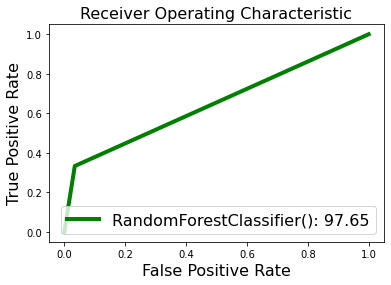 Receiver Operating Characteristic
True Positive Rate
1.0
0.8
0.6
0.4
0.2
0.0
RandomForestClassifier(): 97.65
0.0 0.2 0.4 0.6 0.8 1.0
False Positive Rate